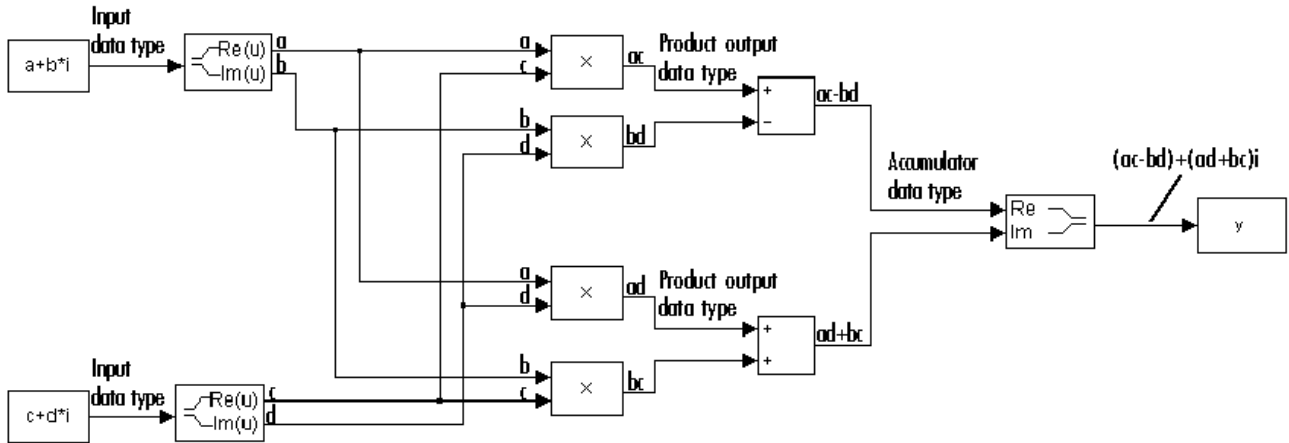 Input
data type
a+b*i
Re(u)
Im(u)
a
b
a
c
×
ac
Product output
data type
b
d
×
bd
+
−
ac-bd
Accumulator
data type
(ac-bd)+(ad+bc)i
Re
Im
y
a
d
×
ad
Product output
data type
b
c
×
bc
+
+
ad+bc
Input
data type
c+d*i
Re(u)
Im(u)
c
d